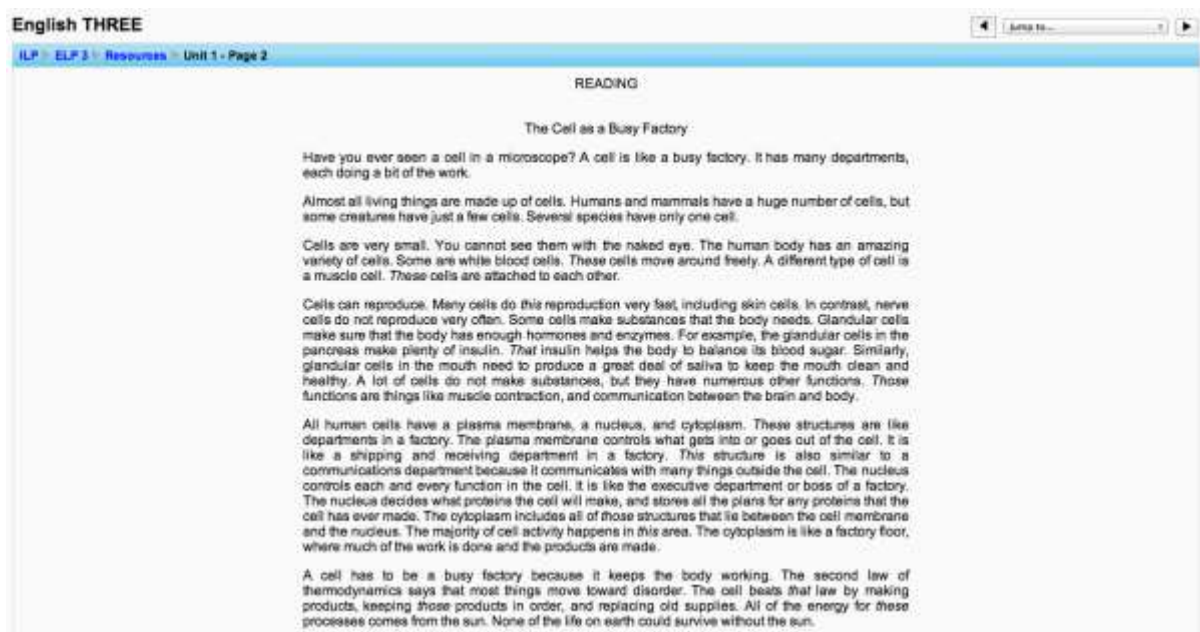 English THREE
Jump to...
ILP ELP 3 Resources Unit 1 - Page 2
READING
The Cell as a Busy Factory
Have you ever seen a cell in a microscope? A cell is like a busy factory. It has many departments,
each doing a bit of the work.
Almost all living things are made up of cells. Humans and mammals have a huge number of cells, but
some creatures have just a few cells. Several species have only one cell.
Cells are very small. You cannot see them with the naked eye. The human body has an amazing
variety of cells. Some are white blood cells. These cells move around freely. A different type of cell is
a muscle cell. These cells are attached to each other.
Cells can reproduce. Many cells do this reproduction very fast, including skin cells. In contrast, nerve
cells do not reproduce very often. Some cells make substances that the body needs. Glandular cells
make sure that the body has enough hormones and enzymes. For example, the glandular cells in the
pancreas make plenty of insulin. That insulin helps the body to balance its blood sugar. Similarly,
glandular cells in the mouth need to produce a great deal of saliva to keep the mouth clean and
healthy. A lot of cells do not make substances, but they have numerous other functions. Those
functions are things like muscle contraction, and communication between the brain and body.
All human cells have a plasma membrane, a nucleus, and cytoplasm. These structures are like
departments in a factory. The plasma membrane controls what gets into or goes out of the cell. It is
like a shipping and receiving department in a factory. This structure is also similar to a
communications department because it communicates with many things outside the cell. The nucleus
controls each and every function in the cell. It is like the executive department or boss of a factory.
The nucleus decides what proteins the cell will make, and stores all the plans for any proteins that the
cell has ever made. The cytoplasm includes all of those structures that lie between the cell membrane
and the nucleus. The majority of cell activity happens in this area. The cytoplasm is like a factory floor,
where much of the work is done and the products are made.
A cell has to be a busy factory because it keeps the body working. The second law of
thermodynamics says that most things move toward disorder. The cell beats that law by making
products, keeping those products in order, and replacing old supplies. All of the energy for these
processes comes from the sun. None of the life on earth could survive without the sun.